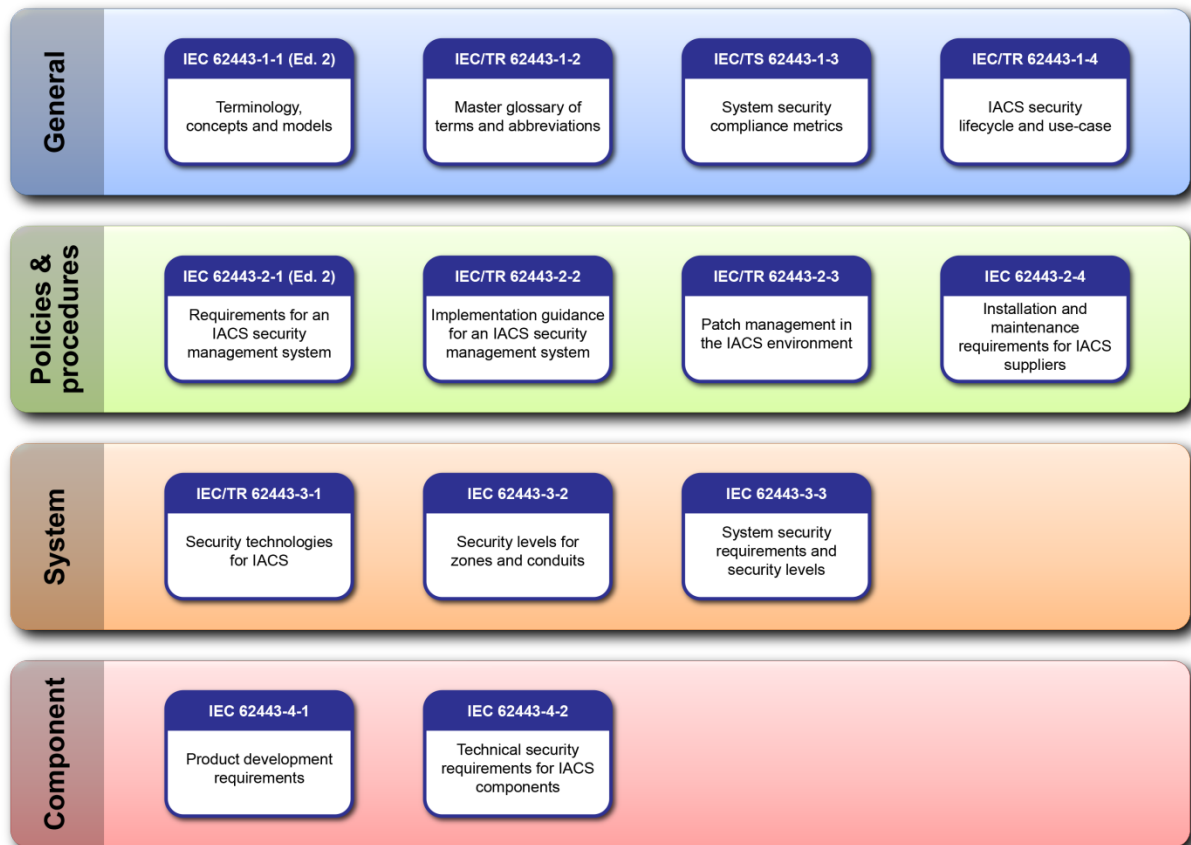 General
IEC 62443-1-1 (Ed. 2)
Terminology,
concepts and models
IEC/TR 62443-1-2
Master glossary of
terms and abbreviations
IEC/TS 62443-1-3
System security
compliance metrics
IEC/TR 62443-1-4
IACS security
lifecycle and use-case
Policies &
procedures
IEC 62443-2-1 (Ed. 2)
Requirements for an
IACS security
management system
IEC/TR 62443-2-2
Implementation guidance
for an IACS security
management system
IEC/TR 62443-2-3
Patch management in
the IACS environment
IEC 62443-2-4
Installation and
maintenance
requirements for IACS
suppliers
System
IEC/TR 62443-3-1
Security technologies
for IACS
IEC 62443-3-2
Security levels for
zones and conduits
IEC 62443-3-3
System security
requirements and
security levels
Component
IEC 62443-4-1
Product development
requirements
IEC 62443-4-2
Technical security
requirements for IACS
components